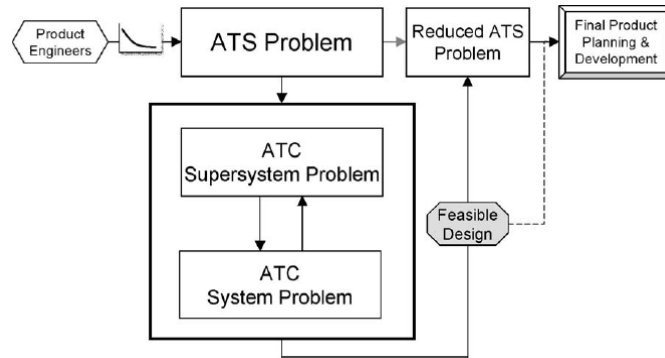 Product
Engineers
ATS Problem
Reduced ATS
Problem
Final Product
Planning &
Development
ATC
Supersystem Problem
Feasible
Design
ATC
System Problem